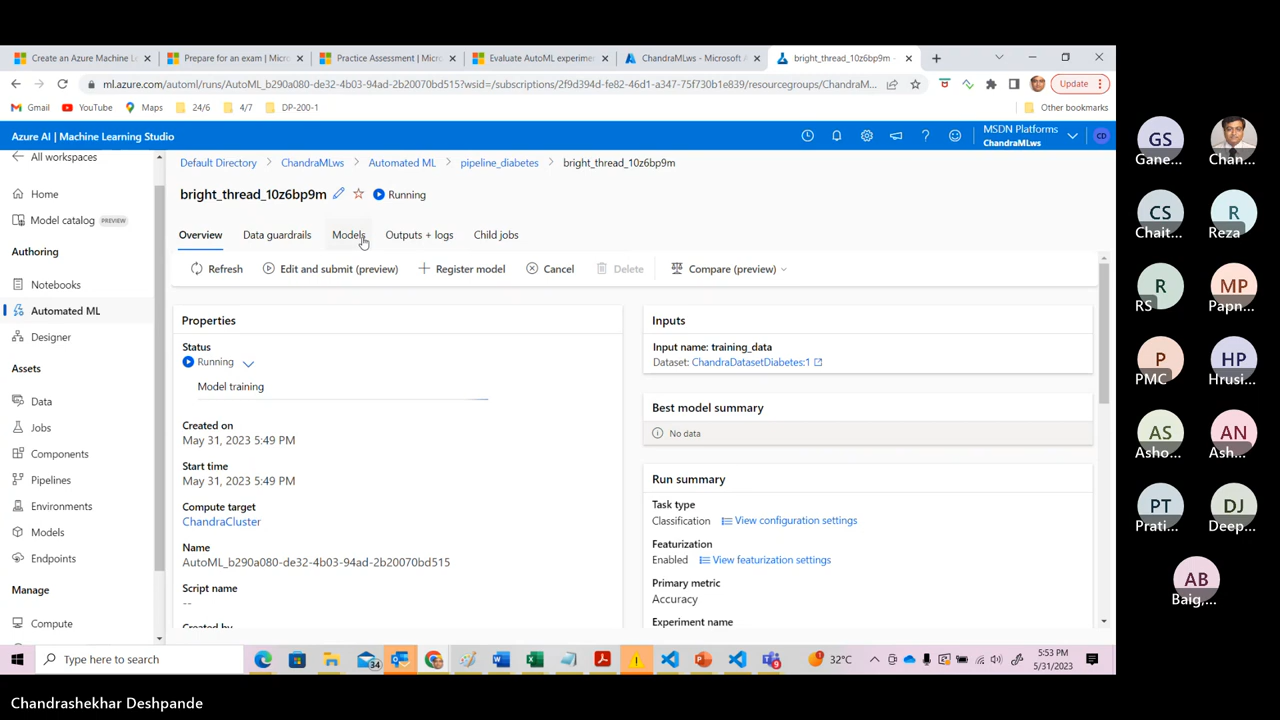 Create an Azure Machine L
Prepare for an exam | Micro
Practice Assessment | Micro
Evaluate AutoML experime
ChandraMLws - Microsoft A
bright_thread_10z6bp9m -
ml.azure.com/automl/runs/AutoML_b290a080-de32-4b03-94ad-2b20070bd515?wsid=/subscriptions/2f9d394d-fe82-46d1-a347-75f730b1e839/resourcegroups/ChandraM...
Update
Gmail
YouTube
Maps
24/6
4/7
DP-200-1
Other bookmarks
Azure AI | Machine Learning Studio
MSDN Platforms
ChandraMLws
CD
All workspaces
Home
Model catalog PREVIEW
Authoring
Notebooks
Automated ML
Designer
Assets
Data
Jobs
Components
Pipelines
Environments
Models
Endpoints
Manage
Compute
Default Directory > ChandraMLws > Automated ML > pipeline_diabetes > bright_thread_10z6bp9m
bright_thread_10z6bp9m Running
Overview Data guardrails Models Outputs + logs Child jobs
Refresh Edit and submit (preview) Register model Cancel Delete Compare (preview)
Properties
Status
Running
Model training
Created on
May 31, 2023 5:49 PM
Start time
May 31, 2023 5:49 PM
Compute target
ChandraCluster
Name
AutoML_b290a080-de32-4b03-94ad-2b20070bd515
Script name
--
Created by
Inputs
Input name: training_data
Dataset: ChandraDatasetDiabetes:1
Best model summary
No data
Run summary
Task type
Classification View configuration settings
Featurization
Enabled View featurization settings
Primary metric
Accuracy
Experiment name
Type here to search
34
9
32°C
5:53 PM
5/31/2023
GS
Gane...
Chan...
CS
Chait...
R
Reza
R
RS
MP
Papn...
P
PMC
HP
Hrusi...
AS
Asho...
AN
Ash...
PT
Prati...
DJ
Deep...
AB
Baig,...
Chandrashekhar Deshpande